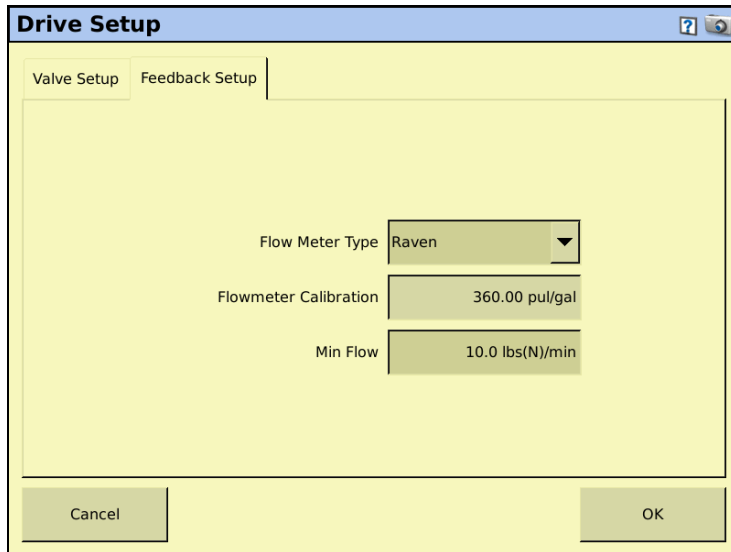 Drive Setup
Valve Setup
Feedback Setup
Flow Meter Type
Raven
Flowmeter Calibration
360.00 pul/gal
Min Flow
10.0 lbs(N)/min
Cancel
OK